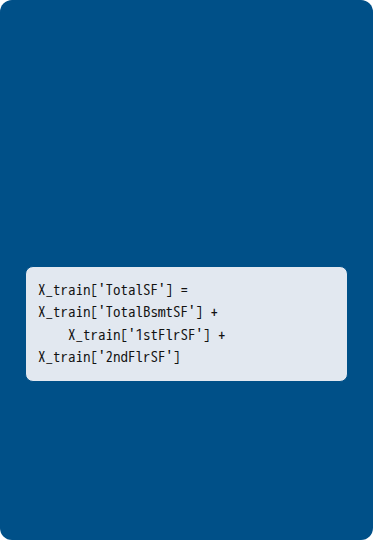 X_train['TotalSF'] =
X_train['TotalBsmtSF'] +
    X_train['1stFlrSF'] +
X_train['2ndFlrSF']